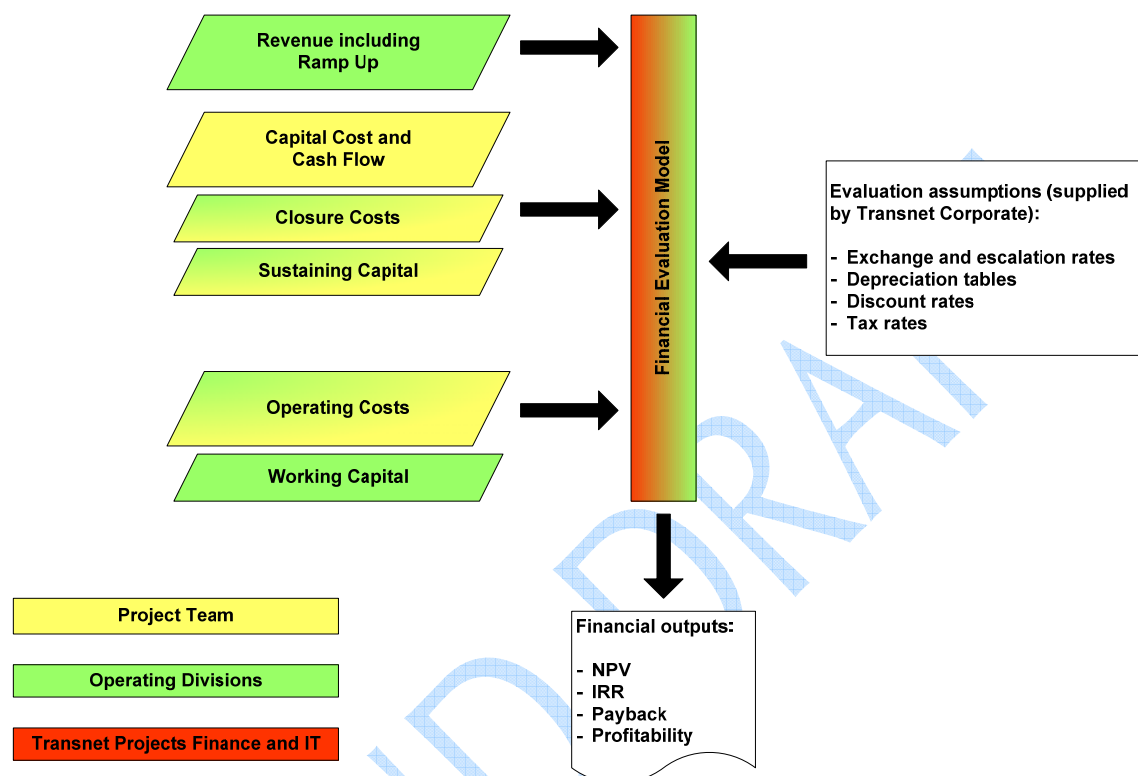 Revenue including
Ramp Up
Capital Cost and
Cash Flow
Closure Costs
Sustaining Capital
Operating Costs
Working Capital
Financial Evaluation Model
Evaluation assumptions (supplied
by Transnet Corporate):
- Exchange and escalation rates
- Depreciation tables
- Discount rates
- Tax rates
Financial outputs:
- NPV
- IRR
- Payback
- Profitability
Project Team
Operating Divisions
Transnet Projects Finance and IT